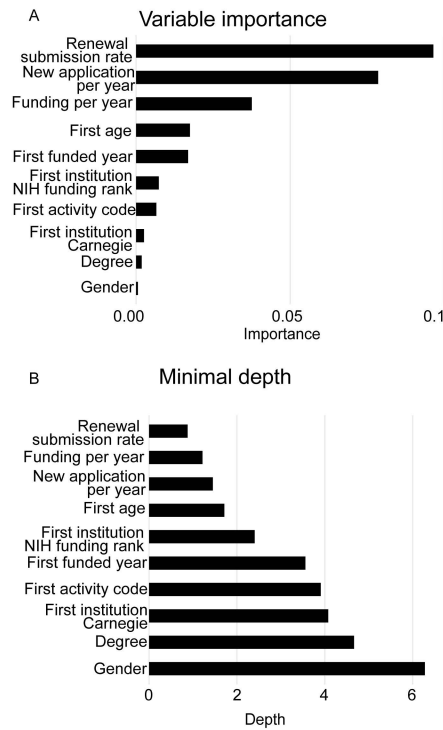 A
Variable importance
Renewal
submission rate
New application
per year
Funding per year
First age
First funded year
First institution
NIH funding rank
First activity code
First institution
Carnegie
Degree
Gender
0.00
0.05
0.1
Importance
B
Minimal depth
Renewal
submission rate
Funding per year
New application
per year
First age
First institution
NIH funding rank
First funded year
First activity code
First institution
Carnegie
Degree
Gender
0
2
4
6
Depth